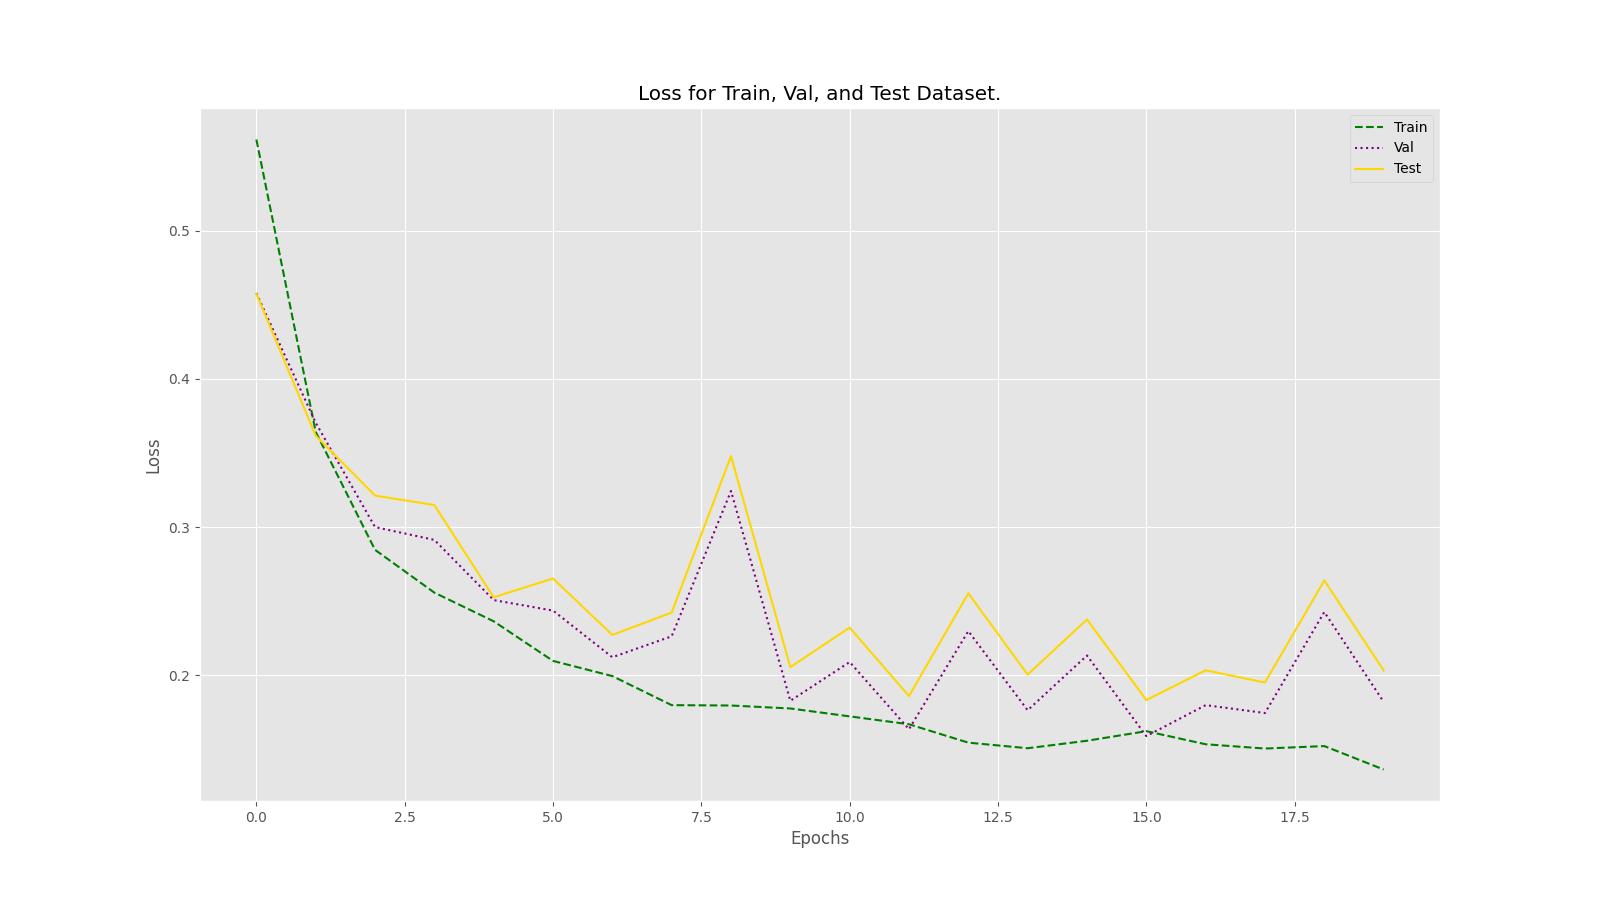 Loss for Train, Val, and Test Dataset.
Train
Val
Test
0.5
0.4
0.3
0.2
Loss
0.0 2.5 5.0 7.5 10.0 12.5 15.0 17.5
Epochs